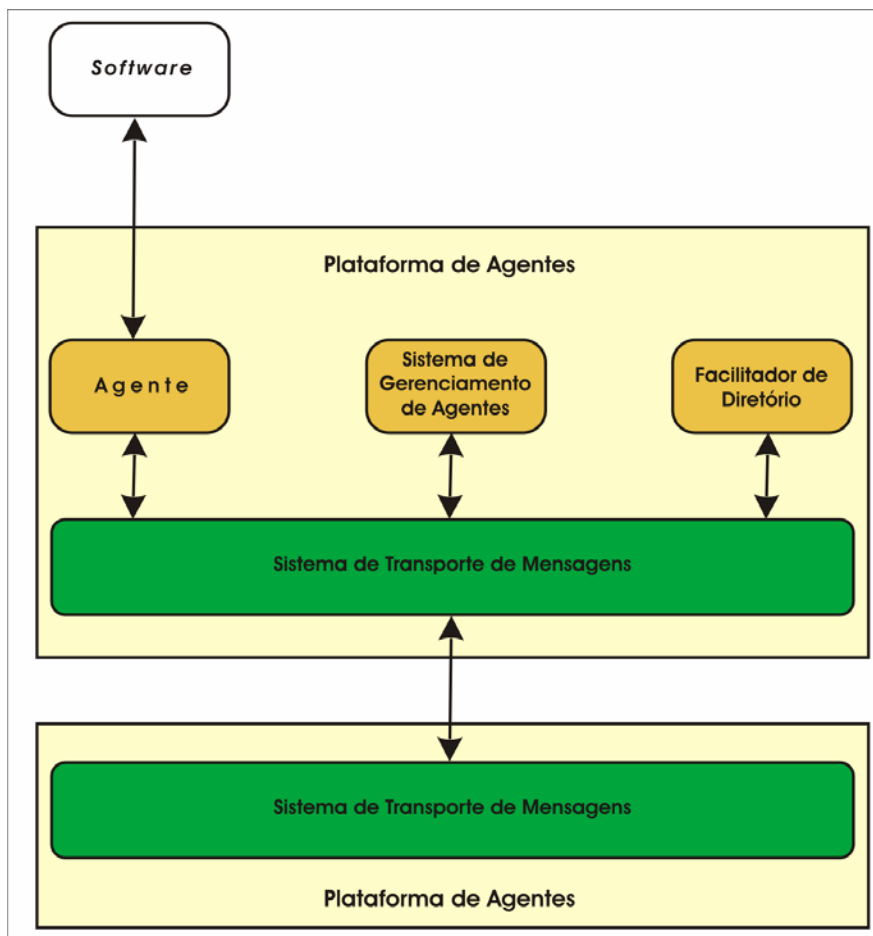 Software
Plataforma de Agentes
Agente
Sistema de
Gerenciamento
de Agentes
Facilitador de
Diretório
Sistema de Transporte de Mensagens
Sistema de Transporte de Mensagens
Plataforma de Agentes